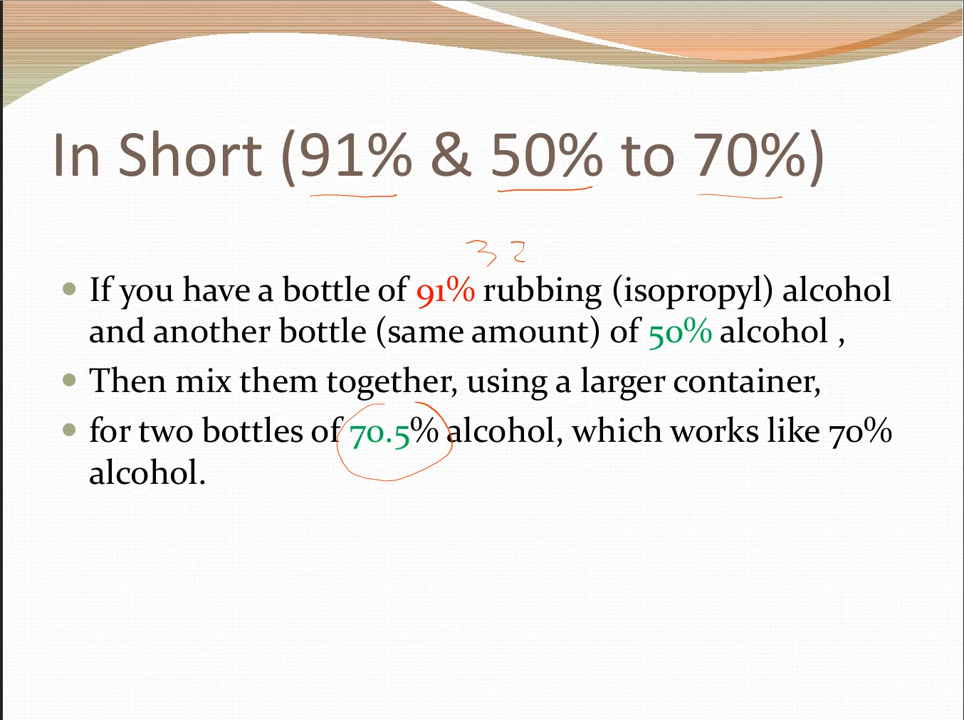 In Short (91% & 50% to 70%)
32
If you have a bottle of 91% rubbing (isopropyl) alcohol
and another bottle (same amount) of 50% alcohol ,
Then mix them together, using a larger container,
for two bottles of 70.5% alcohol, which works like 70%
alcohol.